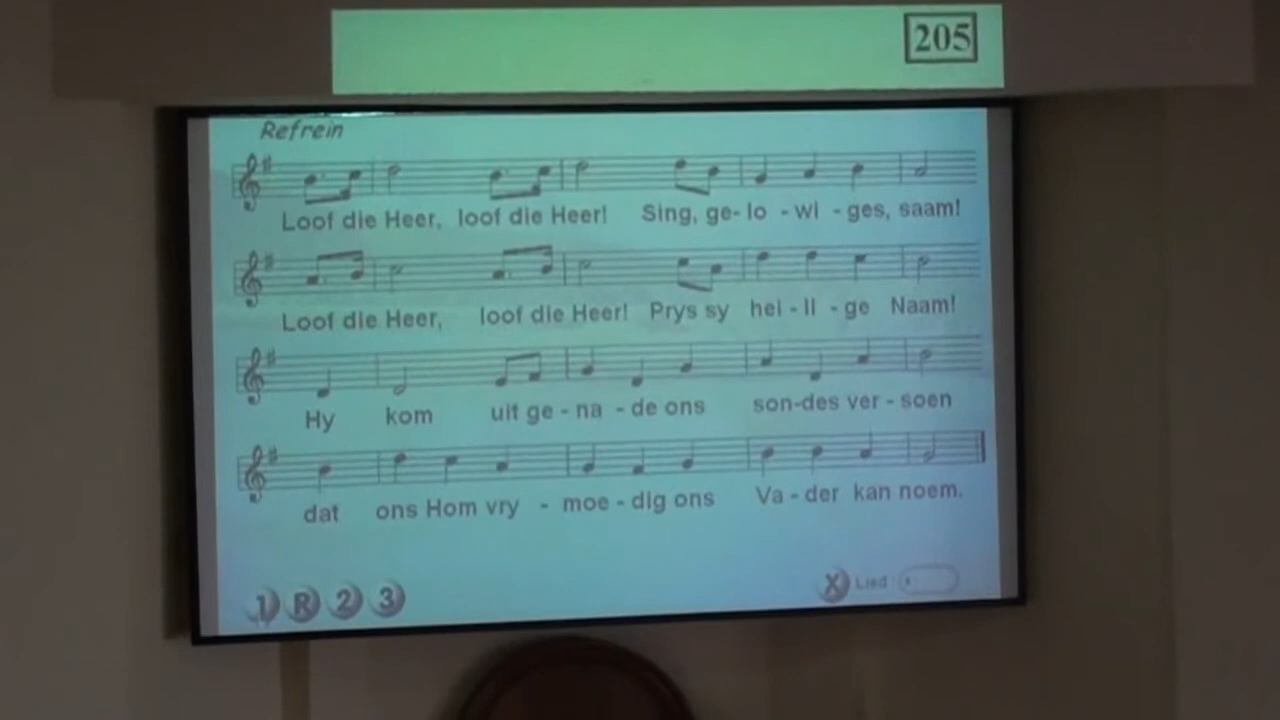 205
Refrein
Loof die Heer, loof die Heer! Sing, ge- lo - wi - ges, saam!
Loof die Heer, loof die Heer! Prys sy hei - li - ge Naam!
Hy kom uit ge - na - de ons son-des ver - soen
dat ons Hom vry - moe - dig ons Va - der kan noem.
1 R 2 3 X Lied